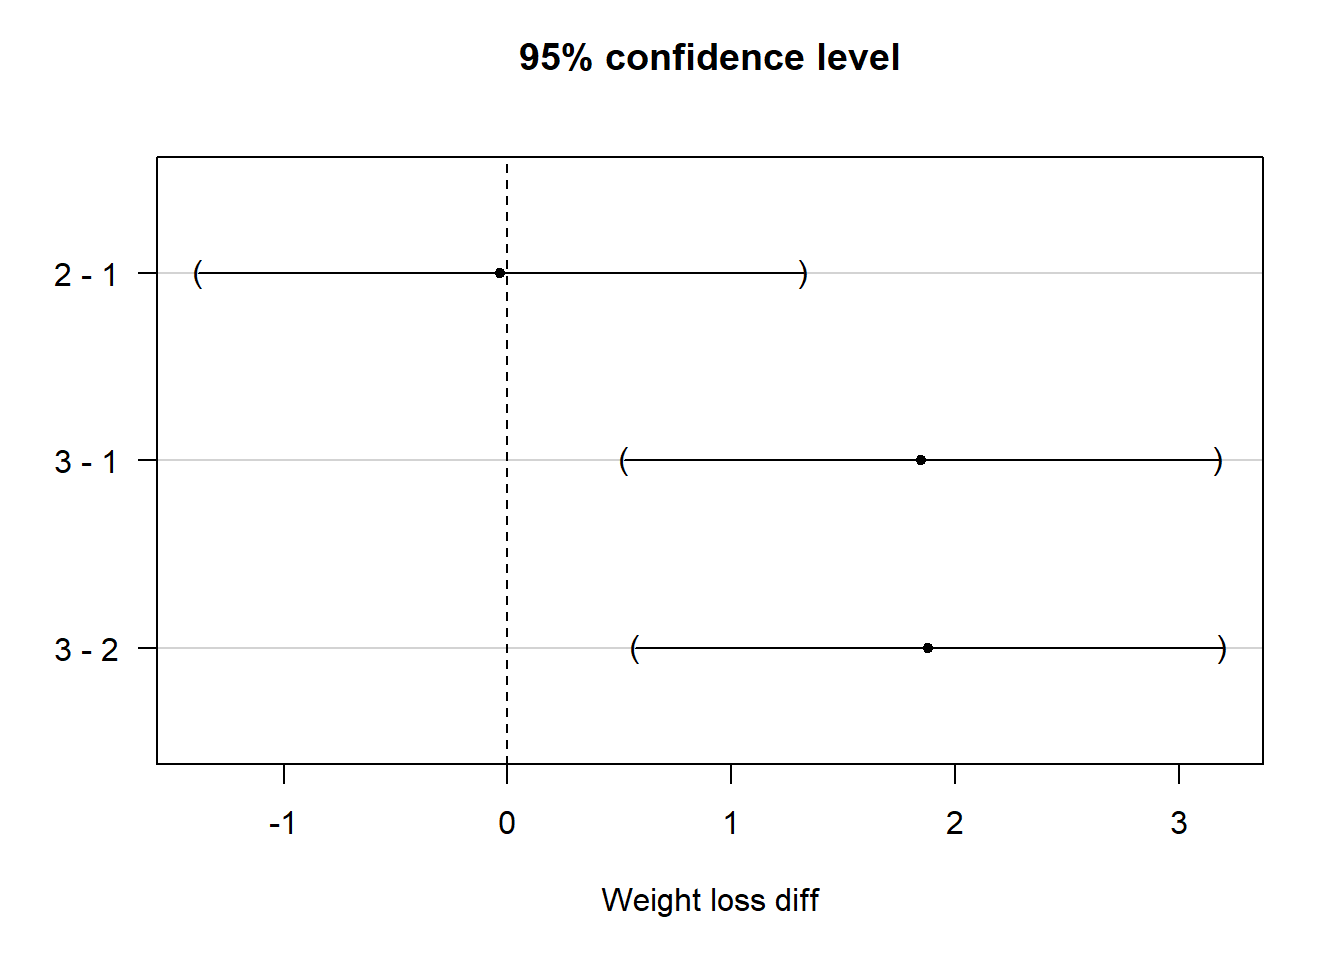 95% confidence level
2 - 1
3 - 1
3 - 2
-1 0 1 2 3
Weight loss diff